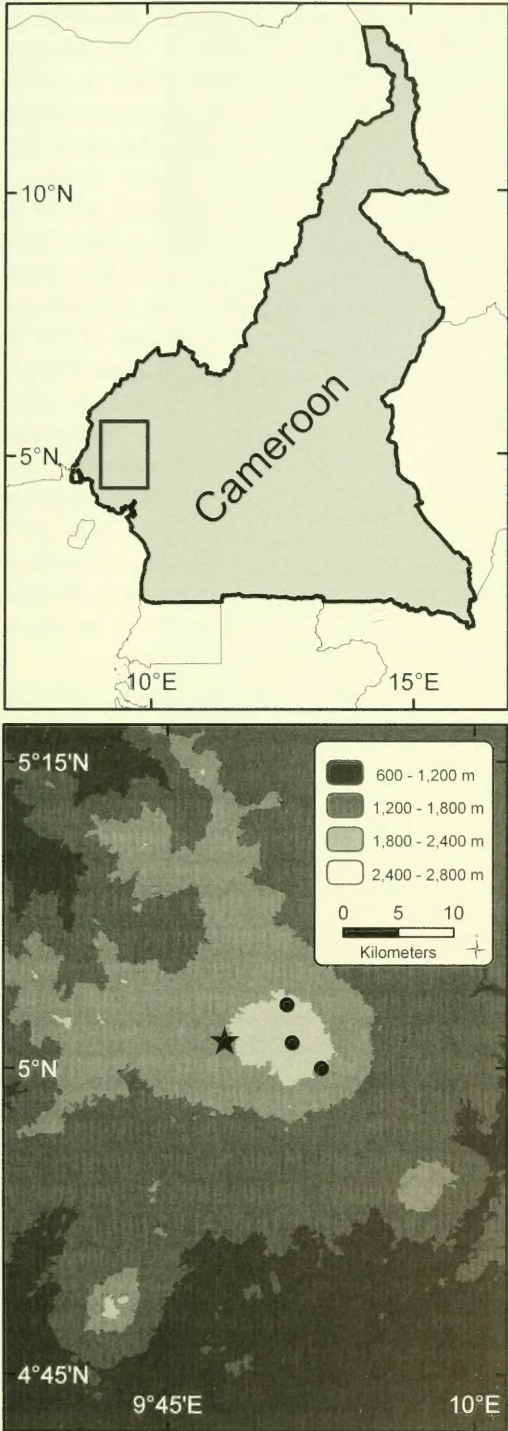 10°N
5°N
Cameroon
10°E
15°E
5°15'N
600 - 1,200 m
1,200 - 1,800 m
1,800 - 2,400 m
2,400 - 2,800 m
0 5 10
Kilometers
5°N
4°45'N
9°45'E
10°E